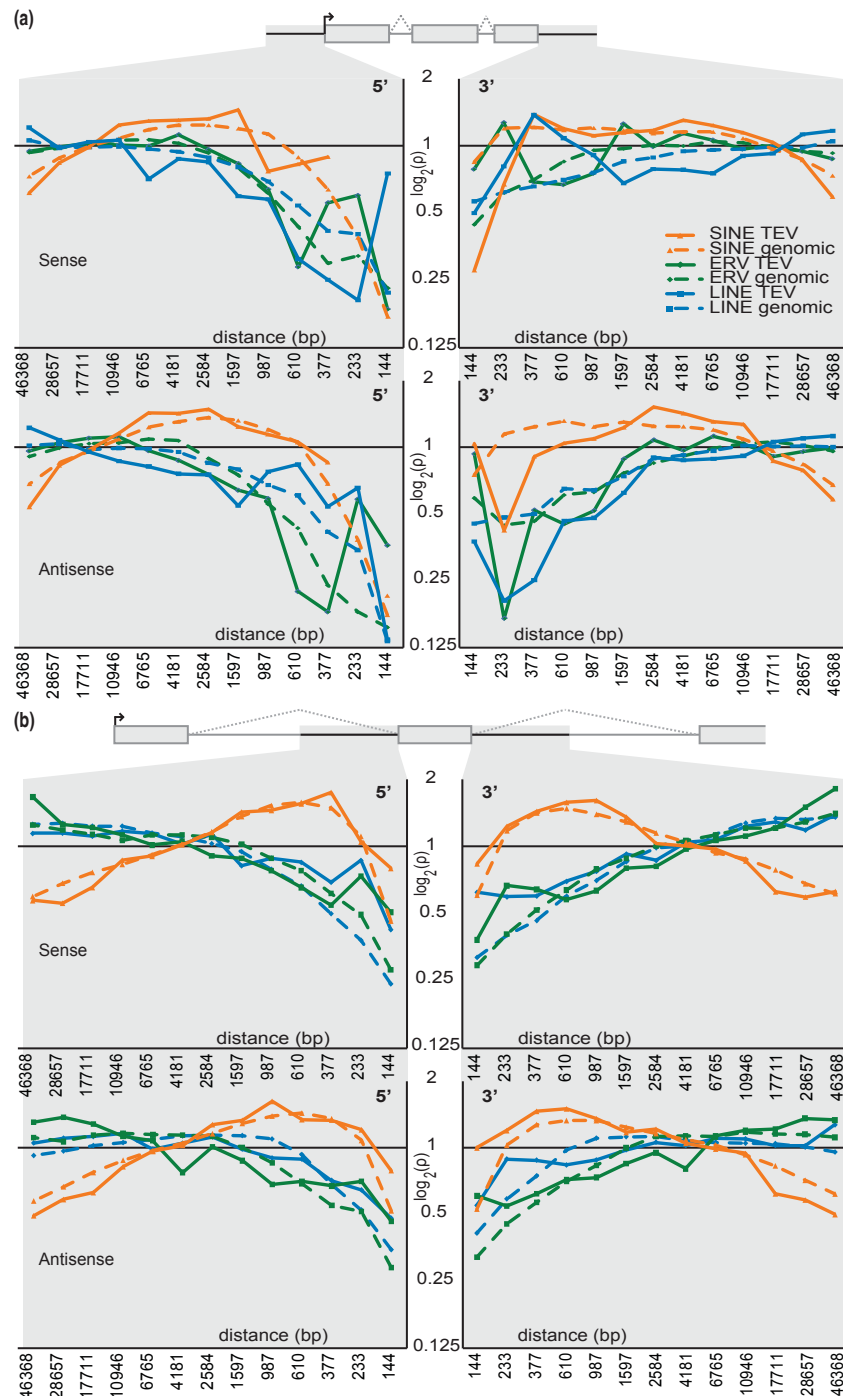 (a)
5' 2 3'
1
log2(ρ)
0.5
0.25
0.125
Sense
SINE TEV
SINE genomic
ERV TEV
ERV genomic
LINE TEV
LINE genomic
distance (bp) distance (bp)
46368 28657 17711 10946 6765 4181 2584 1597 987 610 377 233 144
144 233 377 610 987 1597 2584 4181 6765 10946 17711 28657 46368
5' 2 3'
1
log2(ρ)
0.5
0.25
0.125
Antisense
distance (bp) distance (bp)
46368 28657 17711 10946 6765 4181 2584 1597 987 610 377 233 144
144 233 377 610 987 1597 2584 4181 6765 10946 17711 28657 46368
(b)
5' 2 3'
1
log2(ρ)
0.5
0.25
0.125
Sense
distance (bp) distance (bp)
46368 28657 17711 10946 6765 4181 2584 1597 987 610 377 233 144
144 233 377 610 987 1597 2584 4181 6765 10946 17711 28657 46368
5' 2 3'
1
log2(ρ)
0.5
0.25
0.125
Antisense
distance (bp) distance (bp)
46368 28657 17711 10946 6765 4181 2584 1597 987 610 377 233 144
144 233 377 610 987 1597 2584 4181 6765 10946 17711 28657 46368